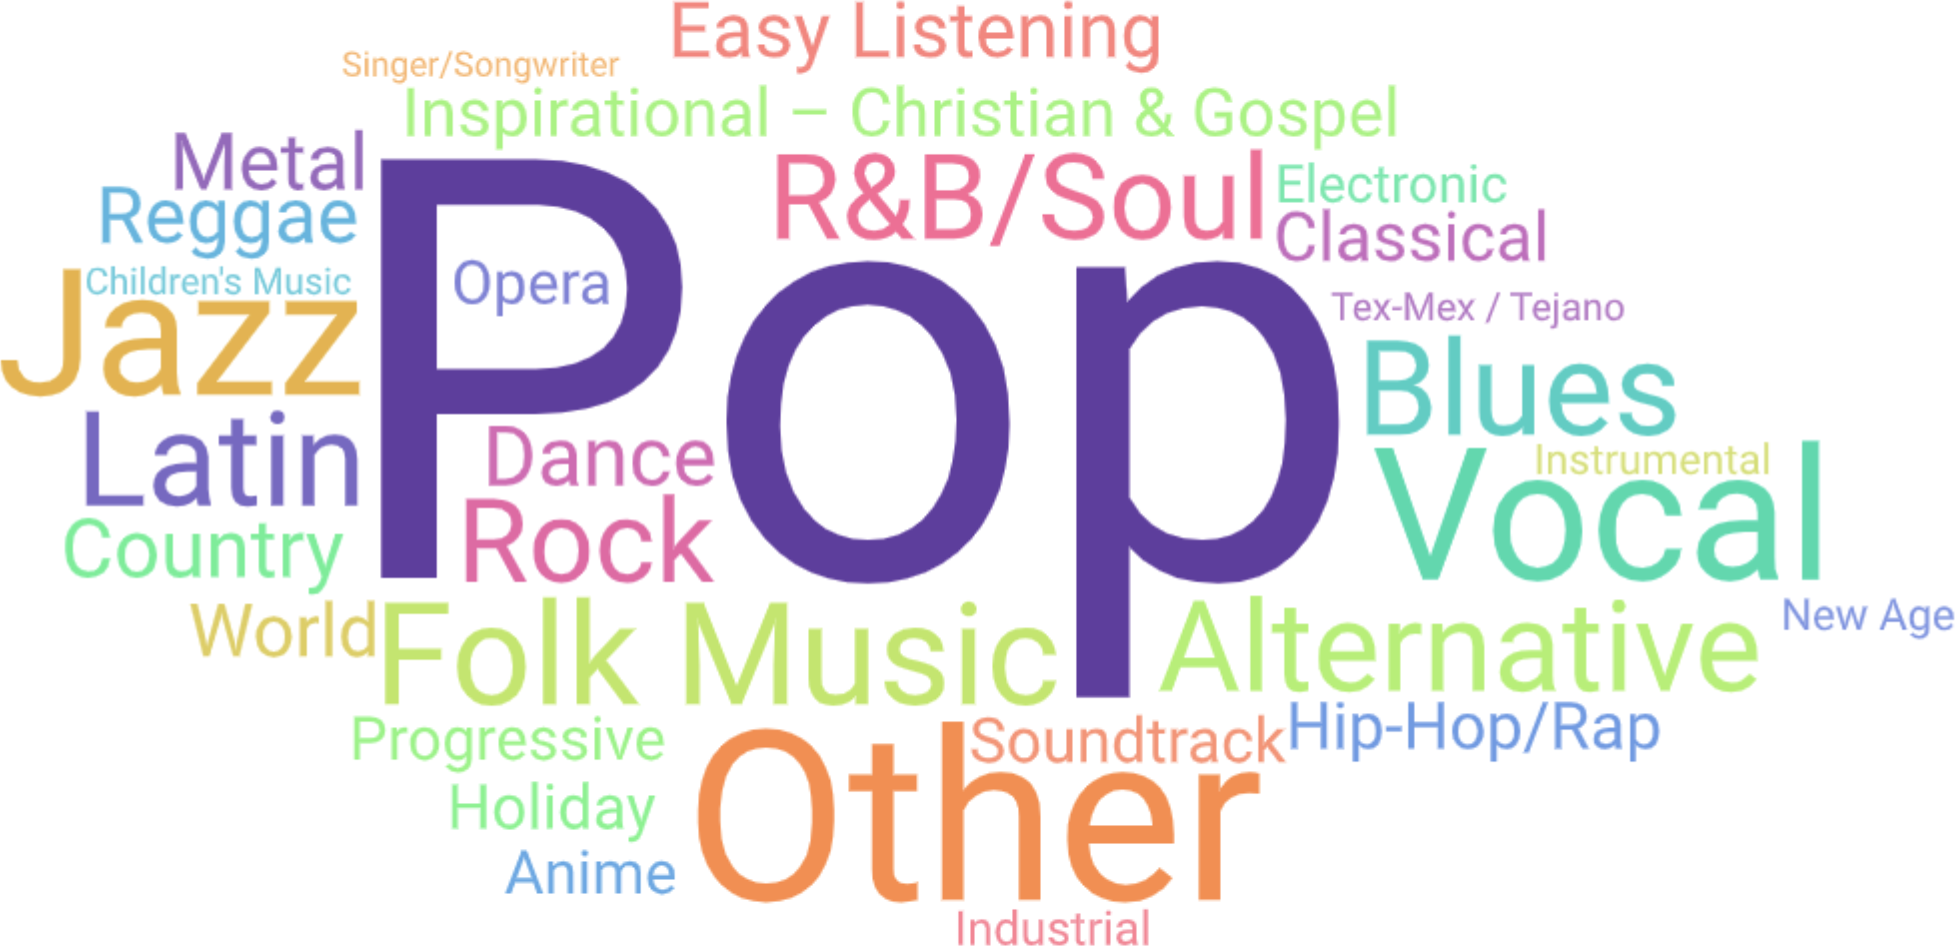 Easy Listening
Singer/Songwriter
Inspirational – Christian & Gospel
Metal
R&B/Soul
Electronic
Reggae
Classical
Children's Music
Opera
Tex-Mex / Tejano
Jazz
Pop
Blues
Latin
Dance
Instrumental
Vocal
Country
Rock
World
Folk Music
Alternative
New Age
Progressive
Soundtrack
Hip-Hop/Rap
Holiday
Other
Anime
Industrial